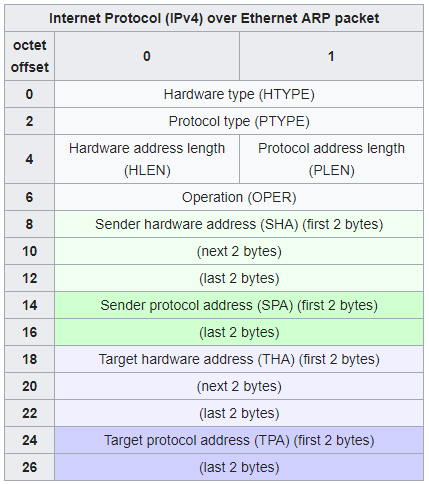 Internet Protocol (IPv4) over Ethernet ARP packet
octet
offset
0
1
0
Hardware type (HTYPE)
2
Protocol type (PTYPE)
4
Hardware address length
(HLEN)
Protocol address length
(PLEN)
6
Operation (OPER)
8
Sender hardware address (SHA) (first 2 bytes)
10
(next 2 bytes)
12
(last 2 bytes)
14
Sender protocol address (SPA) (first 2 bytes)
16
(last 2 bytes)
18
Target hardware address (THA) (first 2 bytes)
20
(next 2 bytes)
22
(last 2 bytes)
24
Target protocol address (TPA) (first 2 bytes)
26
(last 2 bytes)